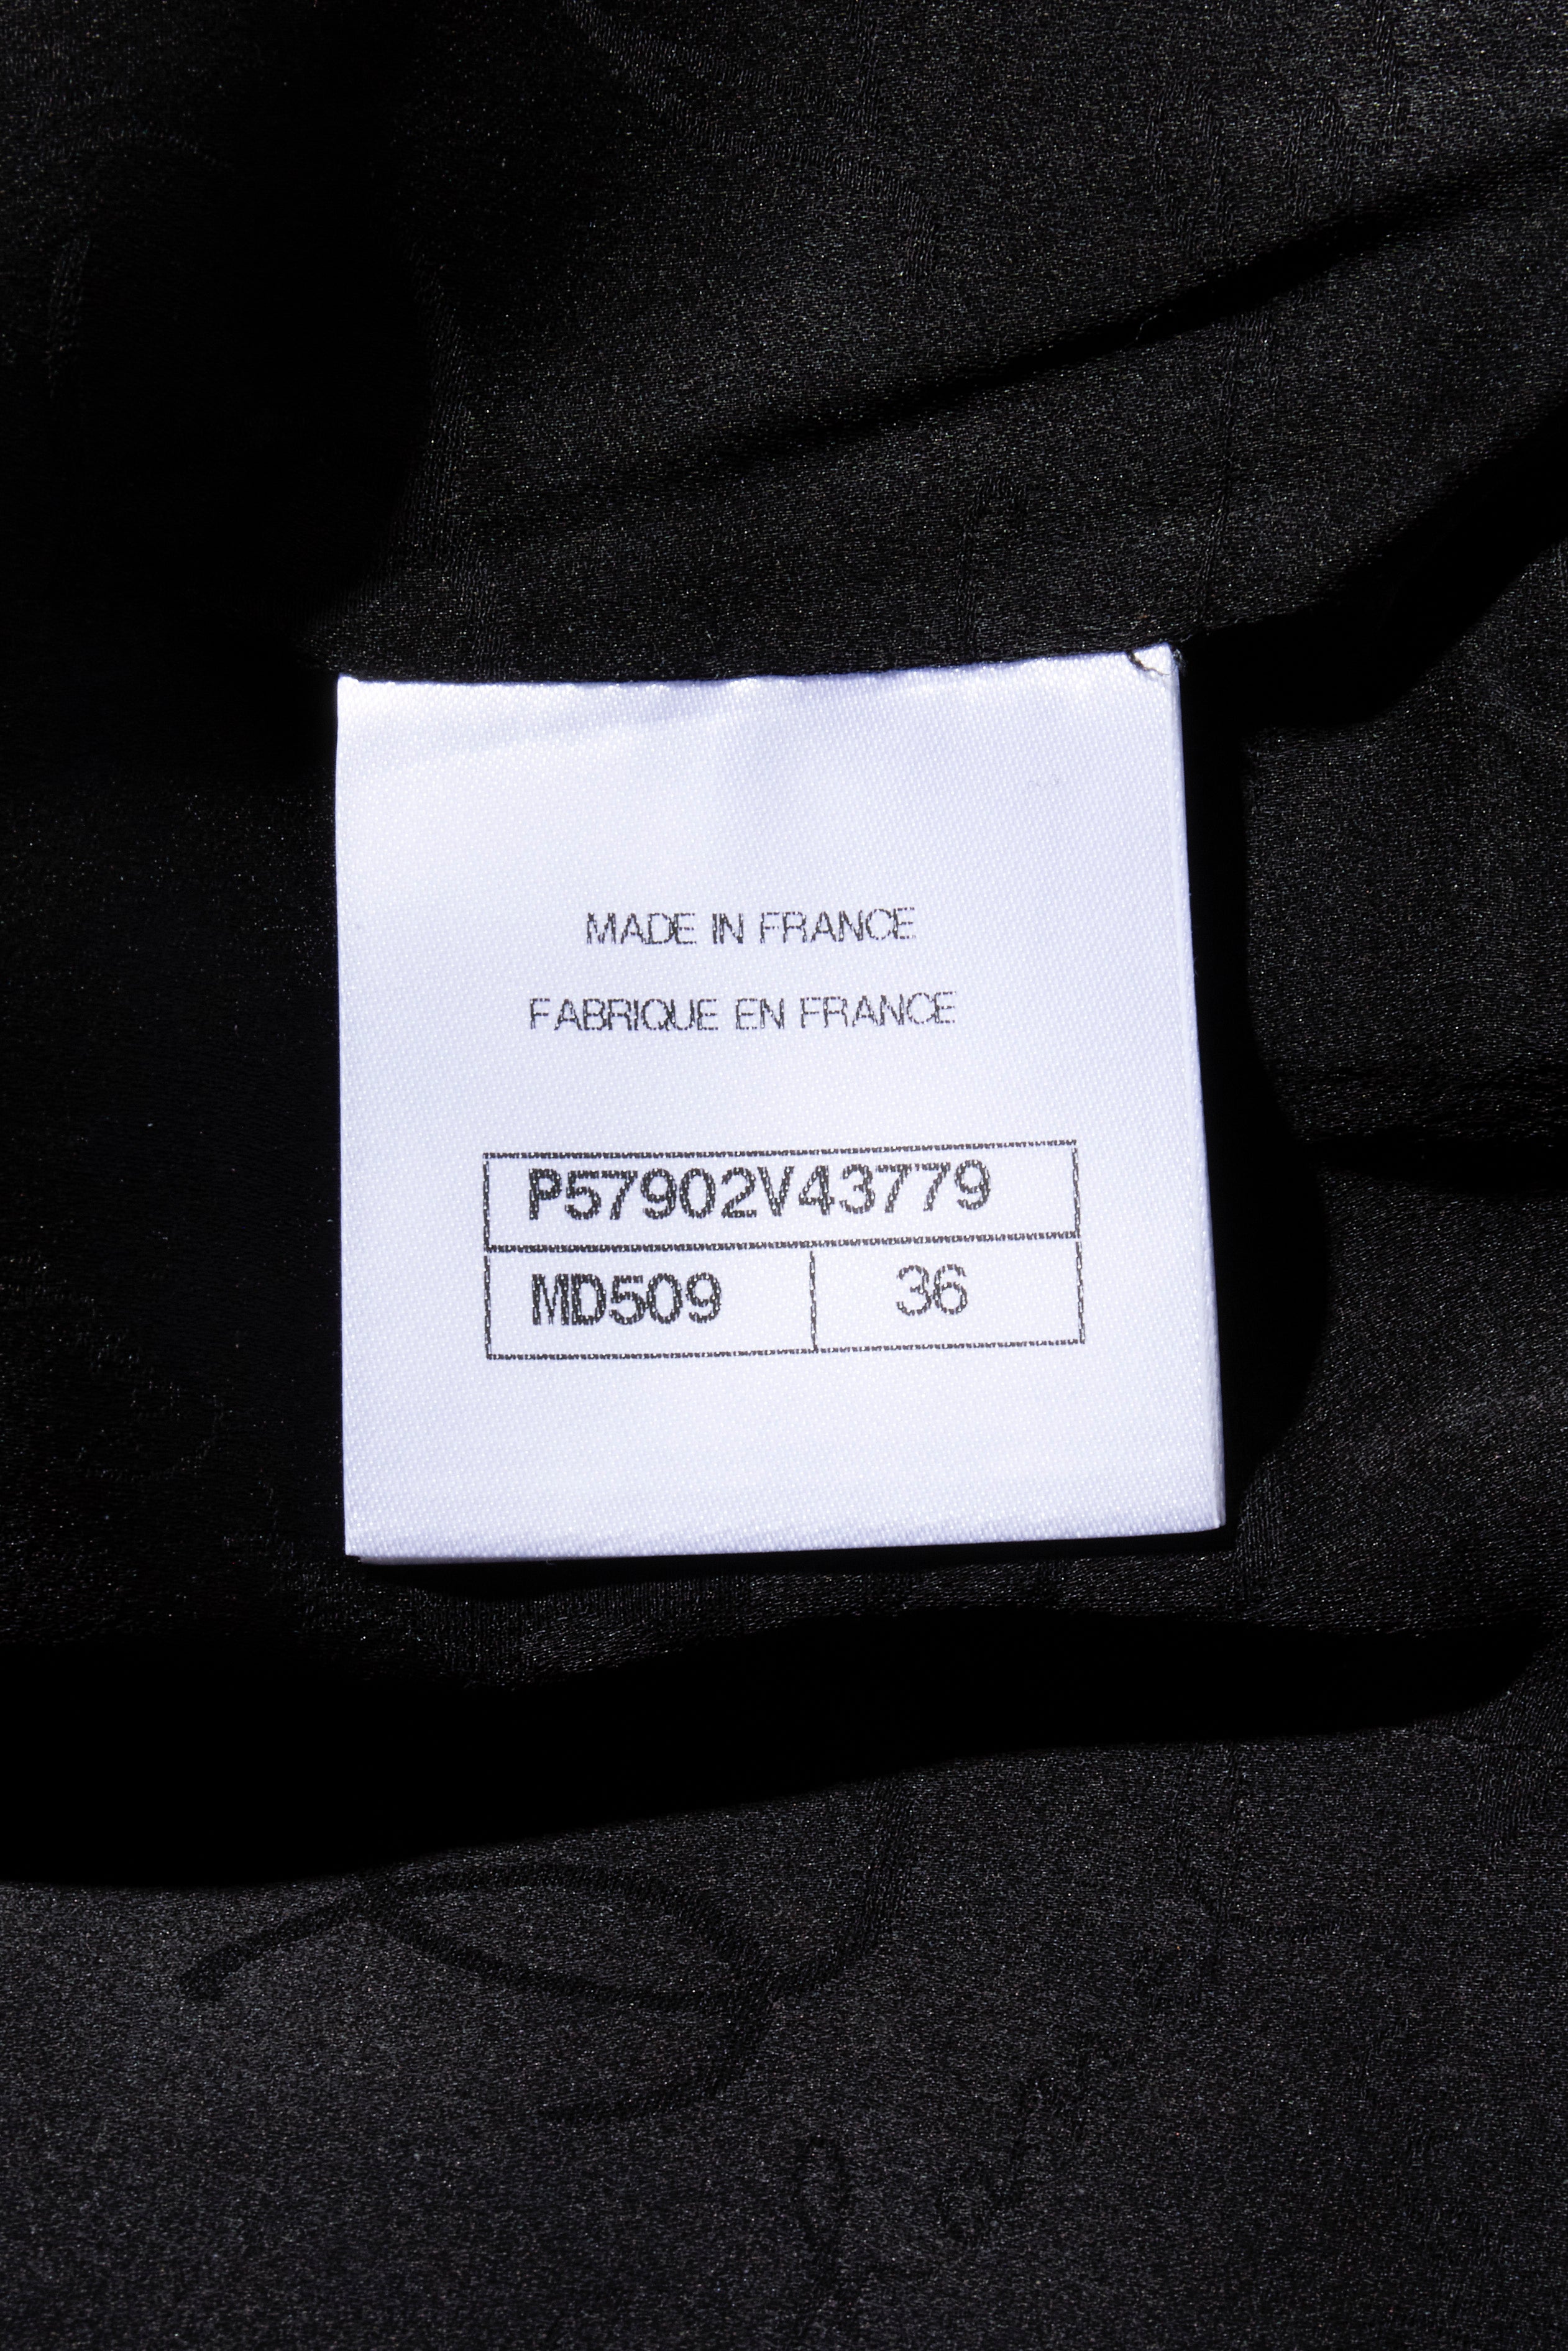 MADE IN FRANCE
FABRIQUE EN FRANCE
P57902V43779
MD509 36